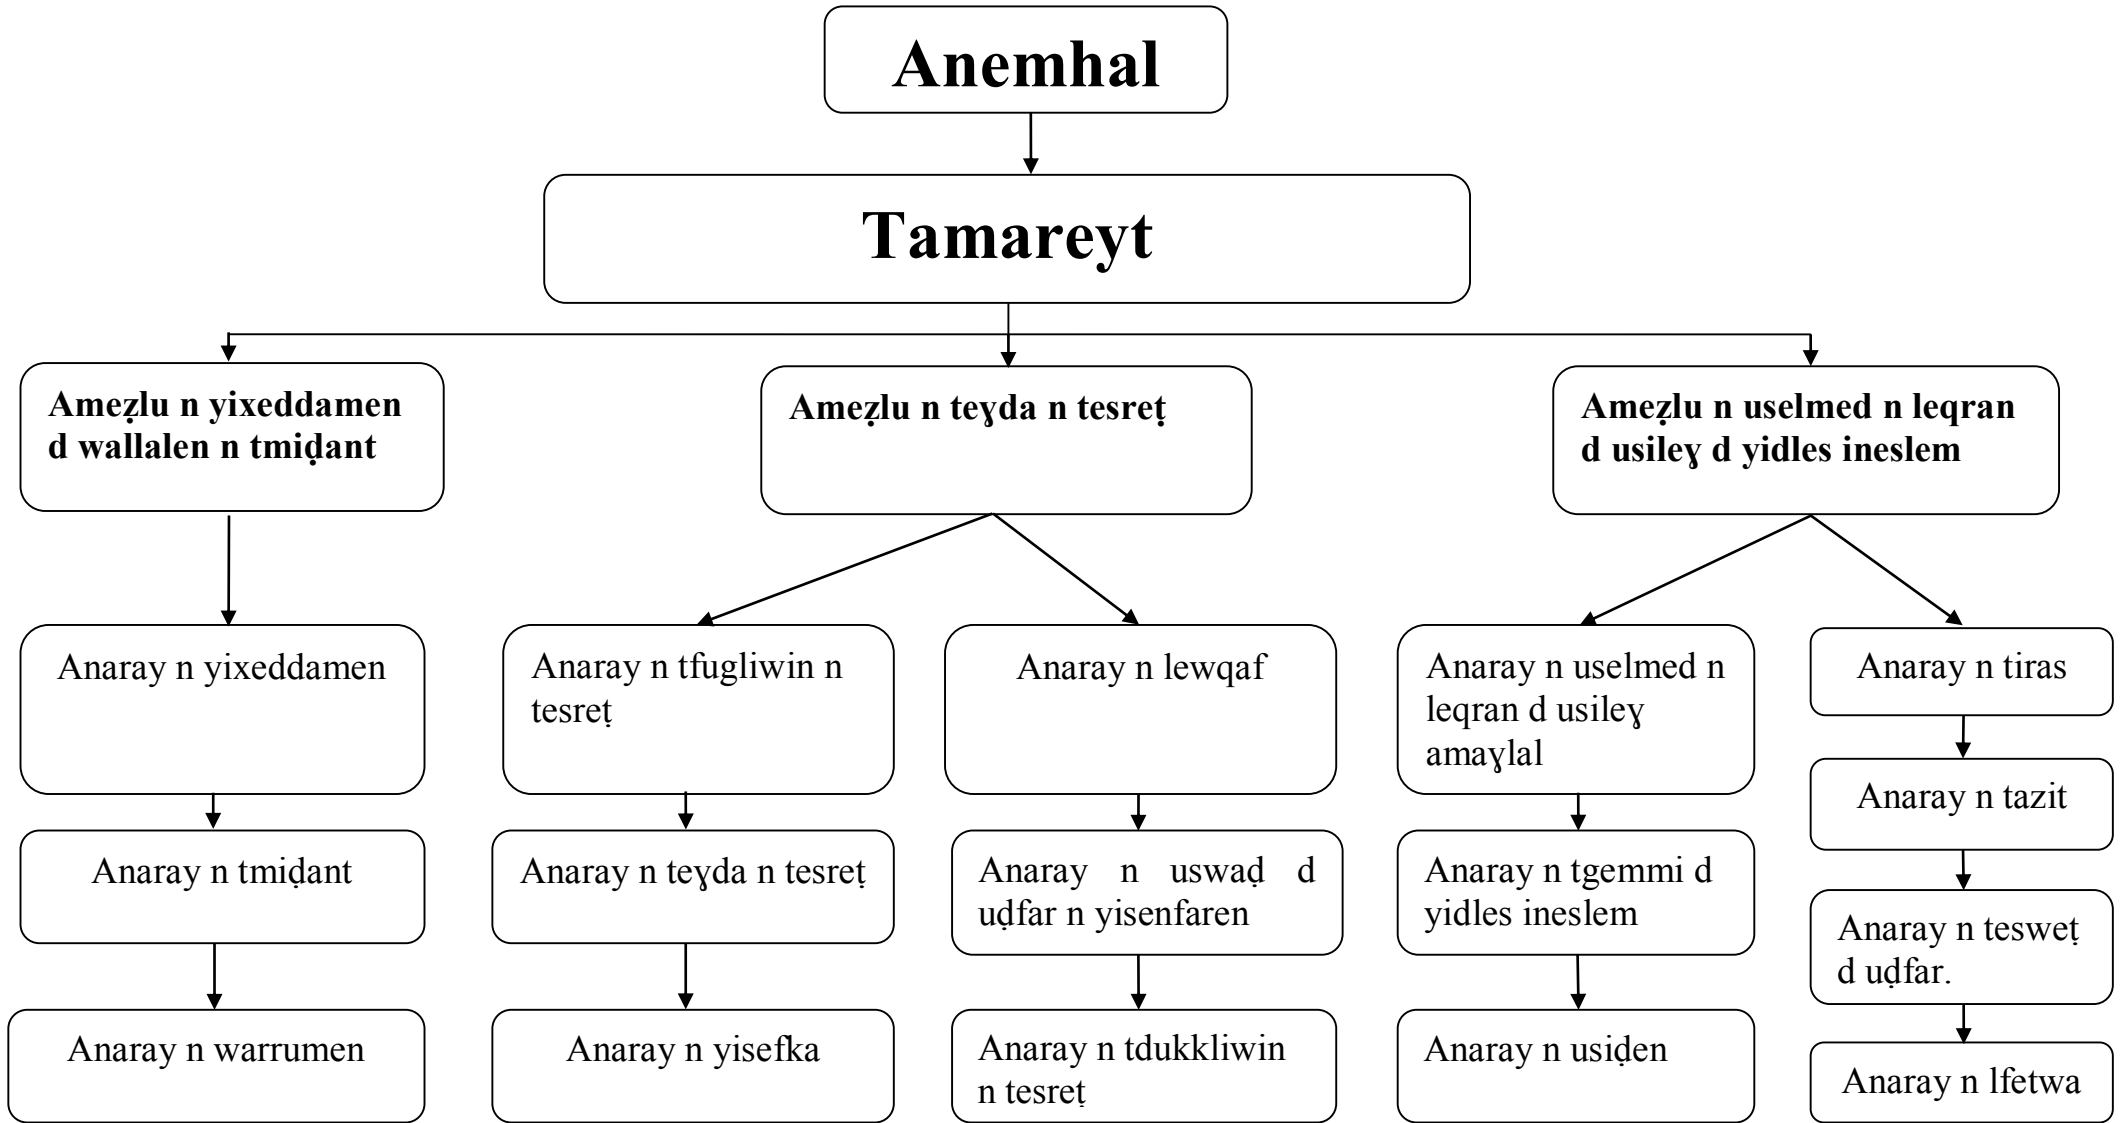 Anemhal
Tamareyt
Ameẓlu n yixeddamen
d wallalen n tmiḍant
Ameẓlu n teɣda n tesreṭ
Ameẓlu n uselmed n leqran
d usileɣ d yidles ineslem
Anaray n yixeddamen
Anaray n tfugliwin n
tesreṭ
Anaray n lewqaf
Anaray n uselmed n
leqran d usileɣ
amaɣlal
Anaray n tiras
Anaray n tazit
Anaray n tmiḍant
Anaray n teɣda n tesreṭ
Anaray n uswaḍ d
uḍfar n yisenfaren
Anaray n tgemmi d
yidles ineslem
Anaray n tesweṭ
d uḍfar.
Anaray n warrumen
Anaray n yisefka
Anaray n tdukkliwin
n tesreṭ
Anaray n usiḍen
Anaray n lfetwa